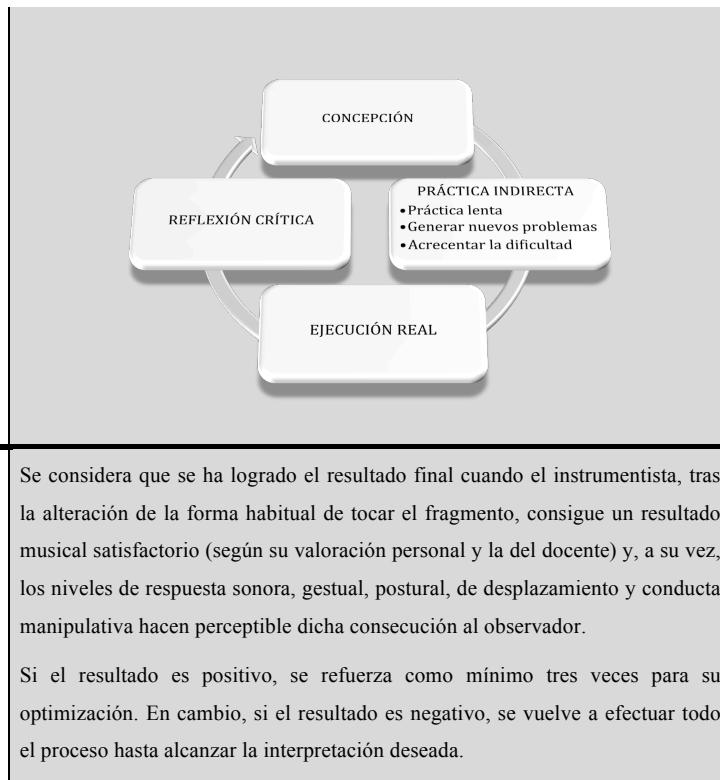 CONCEPCIÓN
PRÁCTICA INDIRECTA
•Práctica lenta
•Generar nuevos problemas
•Acrecentar la dificultad
REFLEXIÓN CRÍTICA
EJECUCIÓN REAL
Se considera que se ha logrado el resultado final cuando el instrumentista, tras
la alteración de la forma habitual de tocar el fragmento, consigue un resultado
musical satisfactorio (según su valoración personal y la del docente) y, a su vez,
los niveles de respuesta sonora, gestual, postural, de desplazamiento y conducta
manipulativa hacen perceptible dicha consecución al observador.
Si el resultado es positivo, se refuerza como mínimo tres veces para su
optimización. En cambio, si el resultado es negativo, se vuelve a efectuar todo
el proceso hasta alcanzar la interpretación deseada.